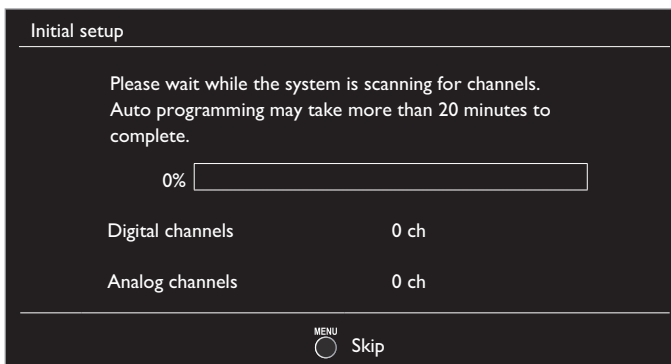 Initial setup
Please wait while the system is scanning for channels.
Auto programming may take more than 20 minutes to
complete.
0%
Digital channels 0 ch
Analog channels 0 ch
MENU Skip